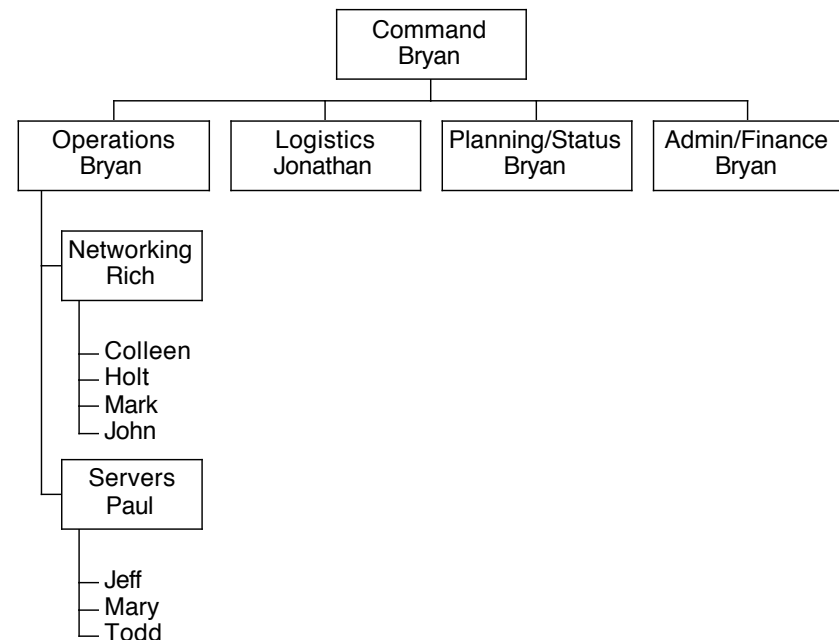 Command
Bryan
Operations
Bryan
Logistics
Jonathan
Planning/Status
Bryan
Admin/Finance
Bryan
Networking
Rich
Colleen
Holt
Mark
John
Servers
Paul
Jeff
Mary
Todd